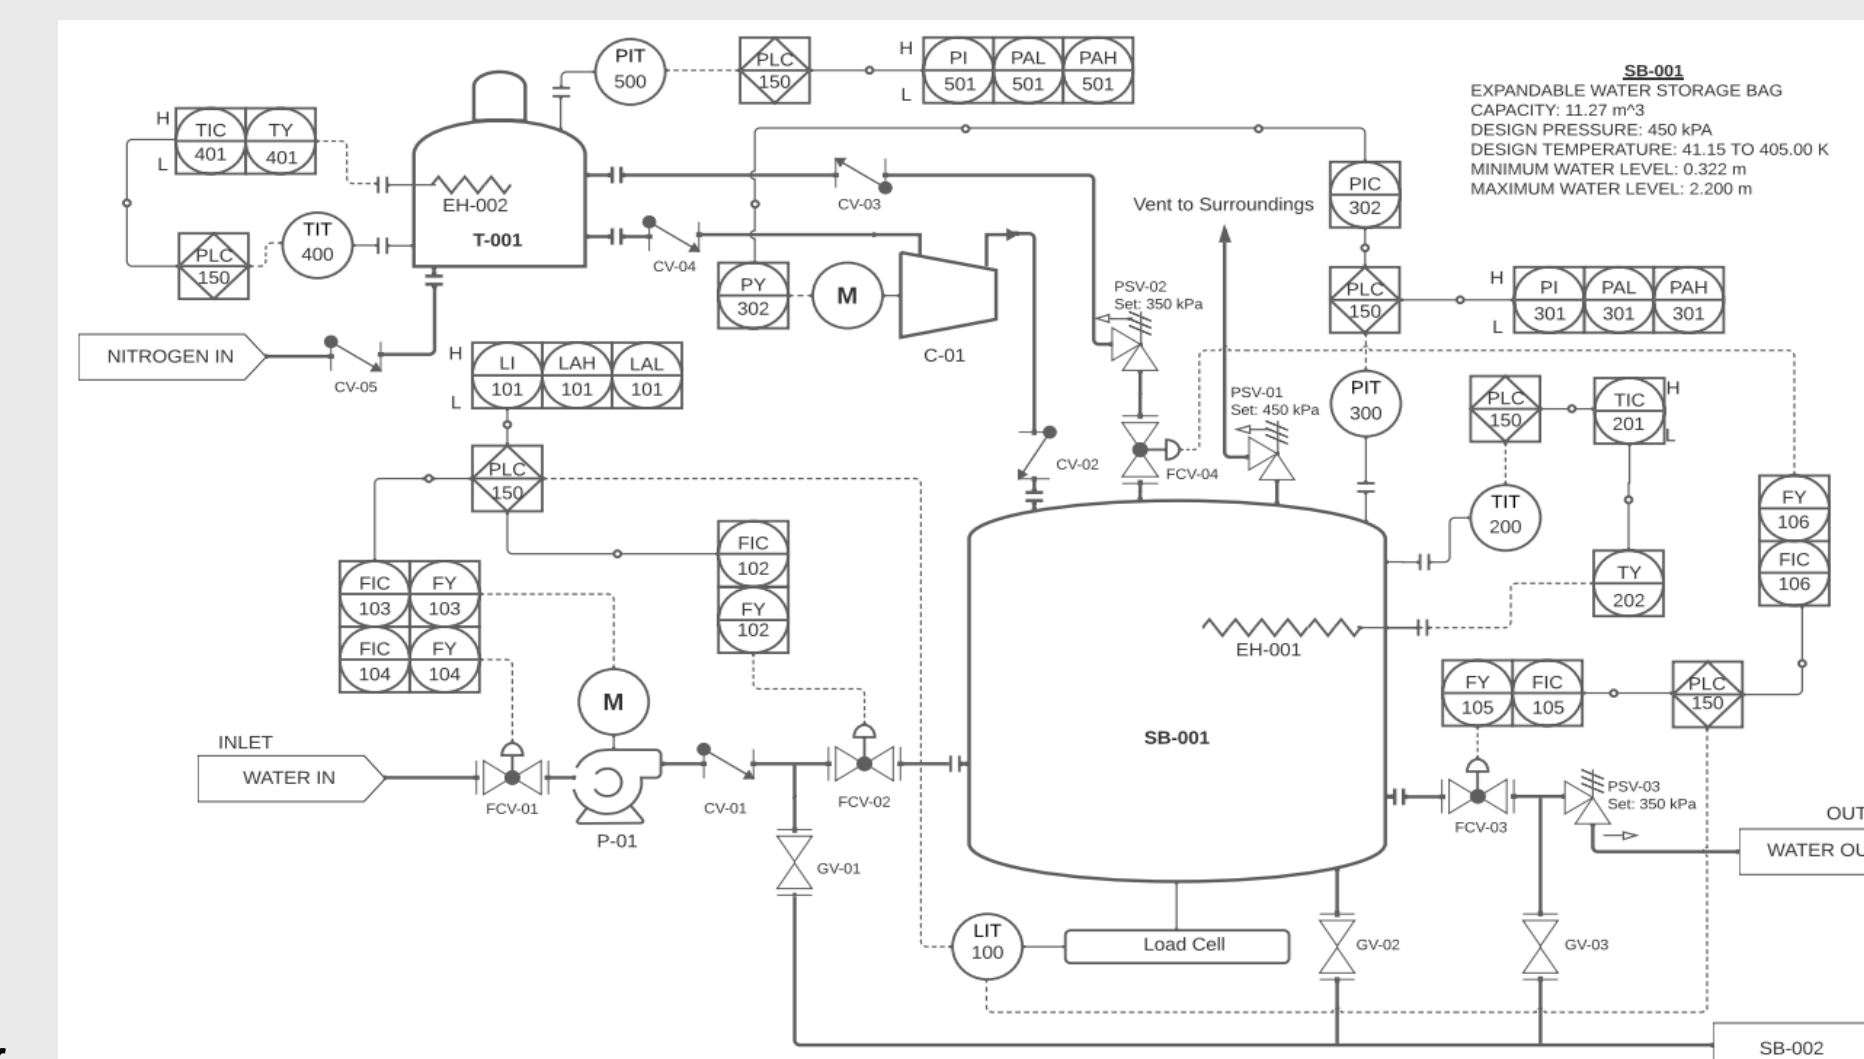 PIT
500
PLC
150
H
L
PI
501
PAL
501
PAH
501
SB-001
EXPANDABLE WATER STORAGE BAG
CAPACITY: 11.27 m^3
DESIGN PRESSURE: 450 kPA
DESIGN TEMPERATURE: 41.15 TO 405.00 K
MINIMUM WATER LEVEL: 0.322 m
MAXIMUM WATER LEVEL: 2.200 m
H
L
TIC
401
TY
401
EH-002
T-001
PLC
150
TIT
400
CV-03
CV-04
PY
302
M
C-01
Vent to Surroundings
PIC
302
PLC
150
H
L
PI
301
PAL
301
PAH
301
PSV-02
Set: 350 kPa
NITROGEN IN
CV-05
H
L
LI
101
LAH
101
LAL
101
PSV-01
Set: 450 kPa
PIT
300
PLC
150
TIC
201
H
L
CV-02
FCV-04
PLC
150
TIT
200
FY
106
FIC
106
FIC
102
FY
102
FIC
103
FY
103
FIC
104
FY
104
TY
202
EH-001
M
FY
105
FIC
105
PLC
150
SB-001
INLET
WATER IN
FCV-01
P-01
CV-01
FCV-02
GV-01
FCV-03
PSV-03
Set: 350 kPa
OUT
WATER OU
LIT
100
Load Cell
GV-02
GV-03
SB-002